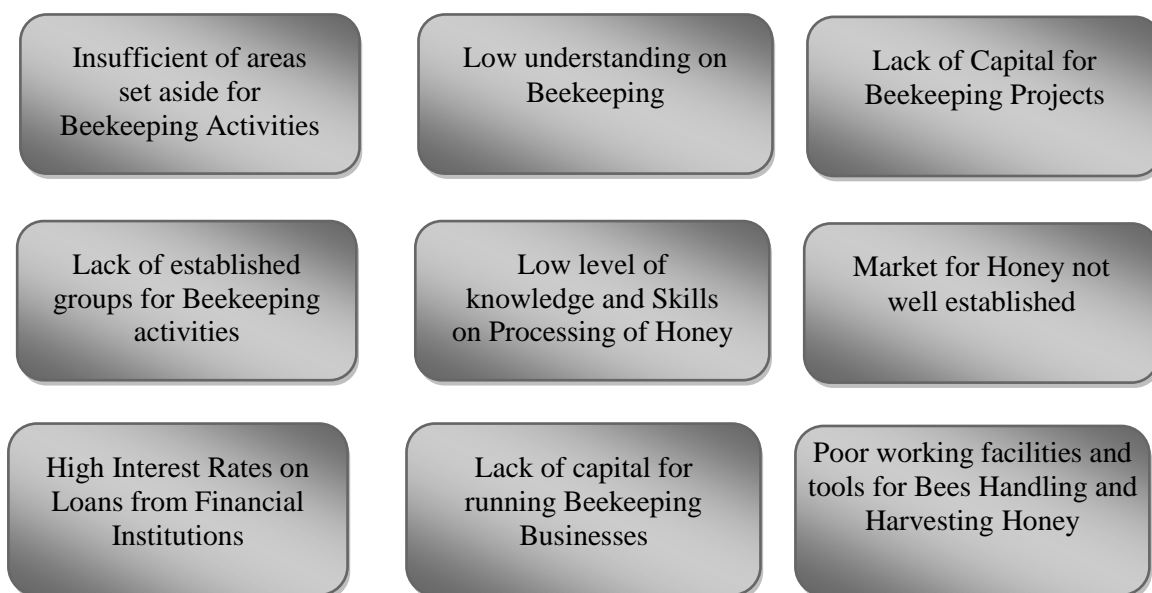 Insufficient of areas
set aside for
Beekeeping Activities
Low understanding on
Beekeeping
Lack of Capital for
Beekeeping Projects
Lack of established
groups for Beekeeping
activities
Low level of
knowledge and Skills
on Processing of Honey
Market for Honey not
well established
High Interest Rates on
Loans from Financial
Institutions
Lack of capital for
running Beekeeping
Businesses
Poor working facilities and
tools for Bees Handling and
Harvesting Honey